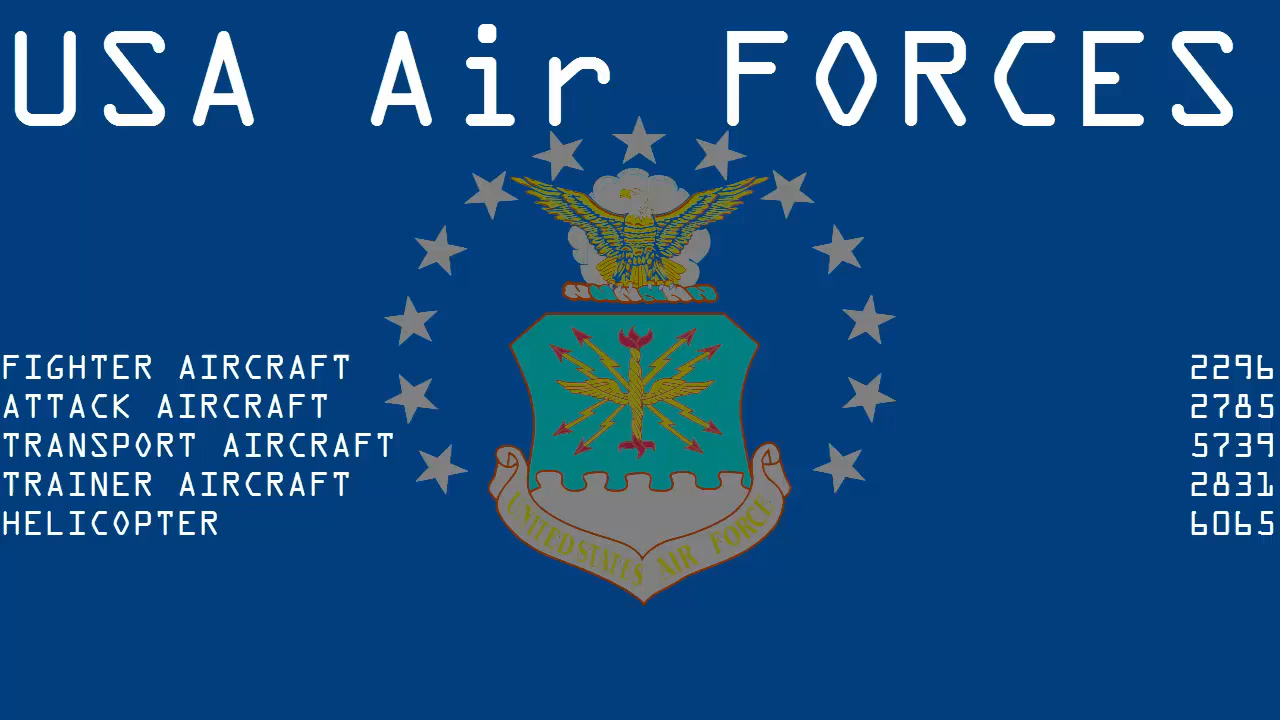 USA Air FORCES
FIGHTER AIRCRAFT 2296
ATTACK AIRCRAFT 2785
TRANSPORT AIRCRAFT 5739
TRAINER AIRCRAFT 2831
HELICOPTER 6065
UNITED STATES AIR FORCE